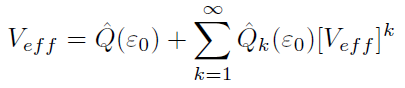 V_{eff} = \hat{Q}(\varepsilon_0) + \sum_{k=1}^{\infty} \hat{Q}_k(\varepsilon_0)[V_{eff}]^k